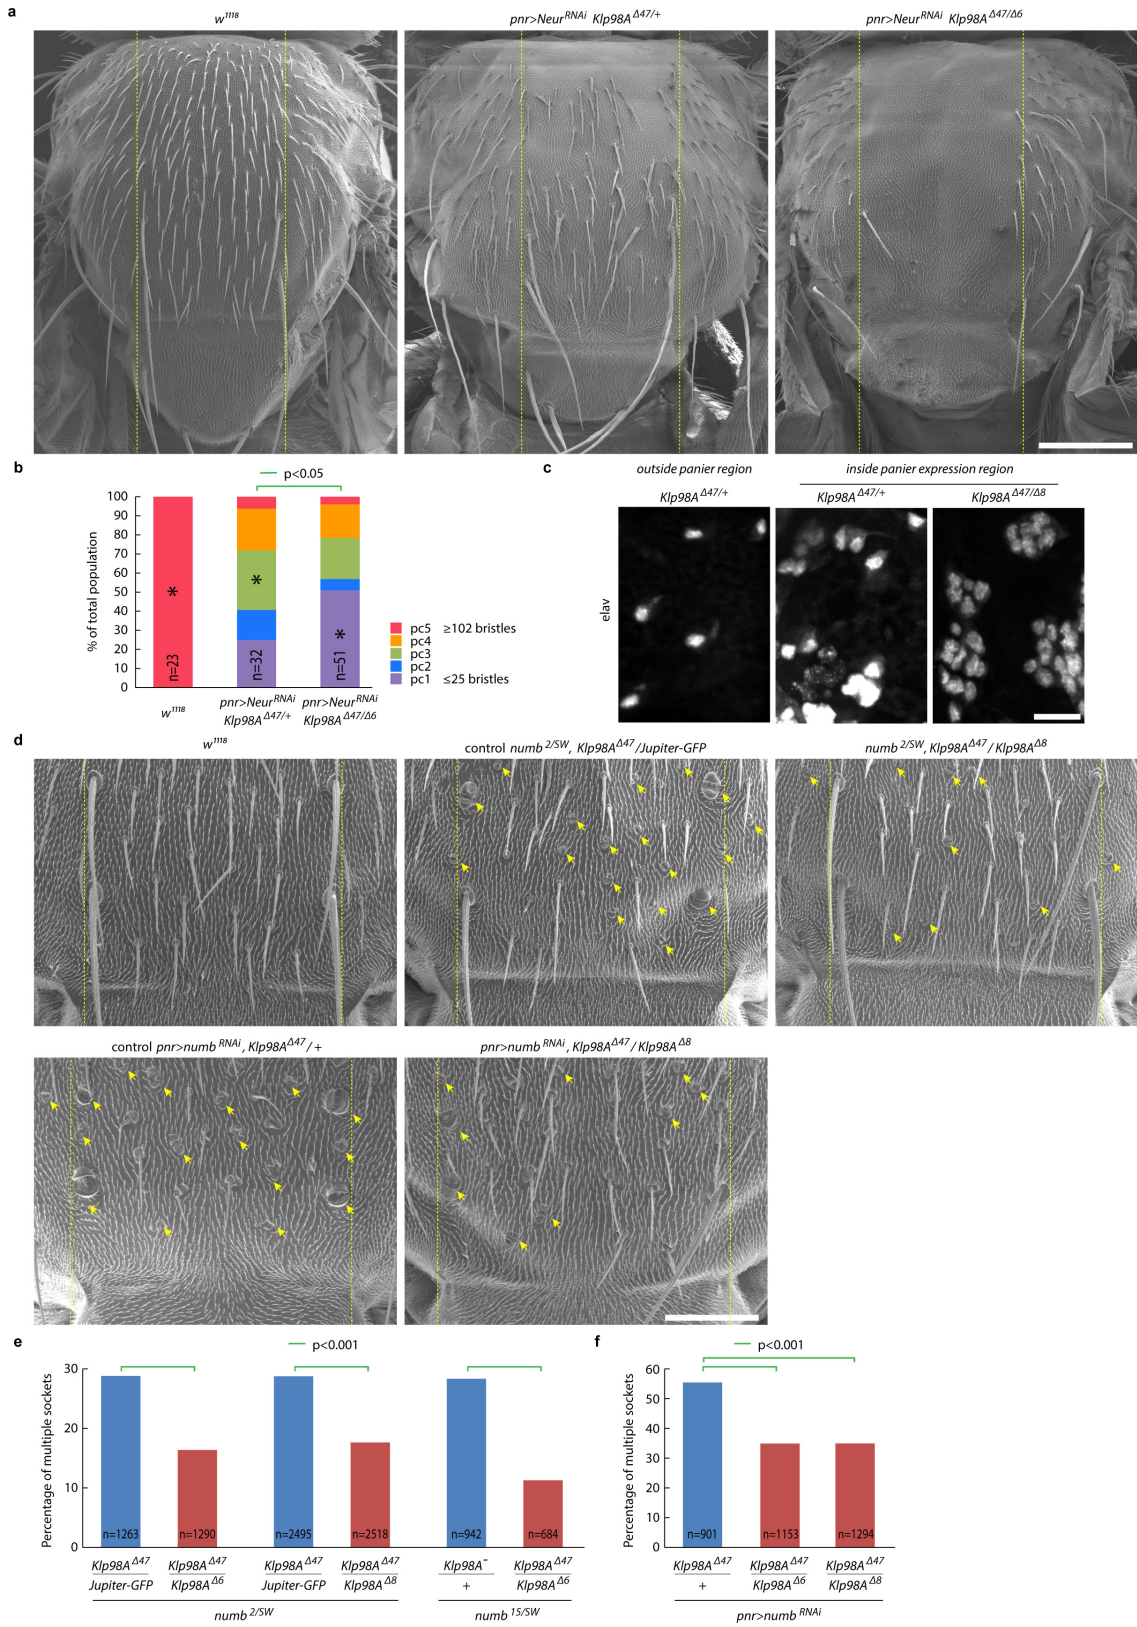 a
w1118
pnr>NeurRNAi Klp98AΔ47/+
pnr>NeurRNAi Klp98AΔ47/Δ6
b
p<0.05
% of total population
100
90
80
70
60
50
40
30
20
10
0
*
*
*
n=23
n=32
n=51
w1118
pnr>NeurRNAi
Klp98AΔ47/+
pnr>NeurRNAi
Klp98AΔ47/Δ6
pc5 ≥102 bristles
pc4
pc3
pc2
pc1 ≤25 bristles
c
outside panier region
inside panier expression region
Klp98AΔ47/+
Klp98AΔ47/+
Klp98AΔ47/Δ8
elav
d
w1118
control numb2/SW, Klp98AΔ47/Jupiter-GFP
numb2/SW, Klp98AΔ47/Klp98AΔ8
control pnr>numbRNAi, Klp98AΔ47/+
pnr>numbRNAi, Klp98AΔ47/Klp98AΔ8
e
p<0.001
Percentage of multiple sockets
30
20
10
0
n=1263
n=1290
n=2495
n=2518
n=942
n=684
Klp98AΔ47
Jupiter-GFP
Klp98AΔ47
Klp98AΔ6
Klp98AΔ47
Jupiter-GFP
Klp98AΔ47
Klp98AΔ8
Klp98A-
+
Klp98AΔ47
Klp98AΔ6
numb2/SW
numb15/SW
f
p<0.001
Percentage of multiple sockets
60
50
40
30
20
10
0
n=901
n=1153
n=1294
Klp98AΔ47
+
Klp98AΔ47
Klp98AΔ6
Klp98AΔ47
Klp98AΔ8
pnr>numbRNAi